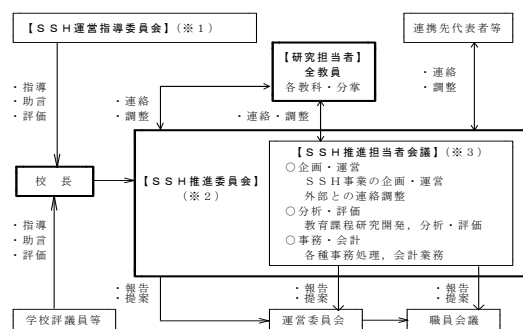 【ＳＳＨ運営指導委員会】(※１)
連携先代表者等
【研究担当者】
全教員
各教科・分掌
・指導
・助言
・評価
・連絡
・調整
・連絡・調整
・連絡
・調整
【ＳＳＨ推進担当者会議】(※３)
○企画・運営
ＳＳＨ事業の企画・運営
外部との連絡調整
○分析・評価
教育課程研究開発，分析・評価
○事務・会計
各種事務処理，会計業務
校　長
【ＳＳＨ推進委員会】
(※２)
・指導
・助言
・評価
・報告
・提案
・報告
・提案
・報告
・提案
学校評議員等
運営委員会
職員会議